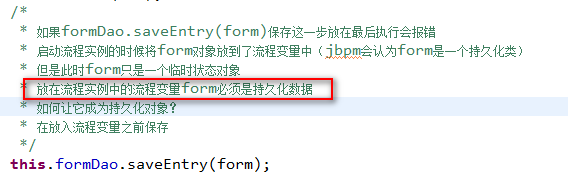 /*
* 如果formDao.saveEntry(form)保存这一步放在最后执行会报错
* 启动流程实例的时候将form对象放到了流程变量中（jbpm会认为form是一个持久化类）
* 但是此时form只是一个临时状态对象
* 放在流程实例中的流程变量form必须是持久化数据
* 如何让它成为持久化对象?
* 在放入流程变量之前保存
*/
this.formDao.saveEntry(form);